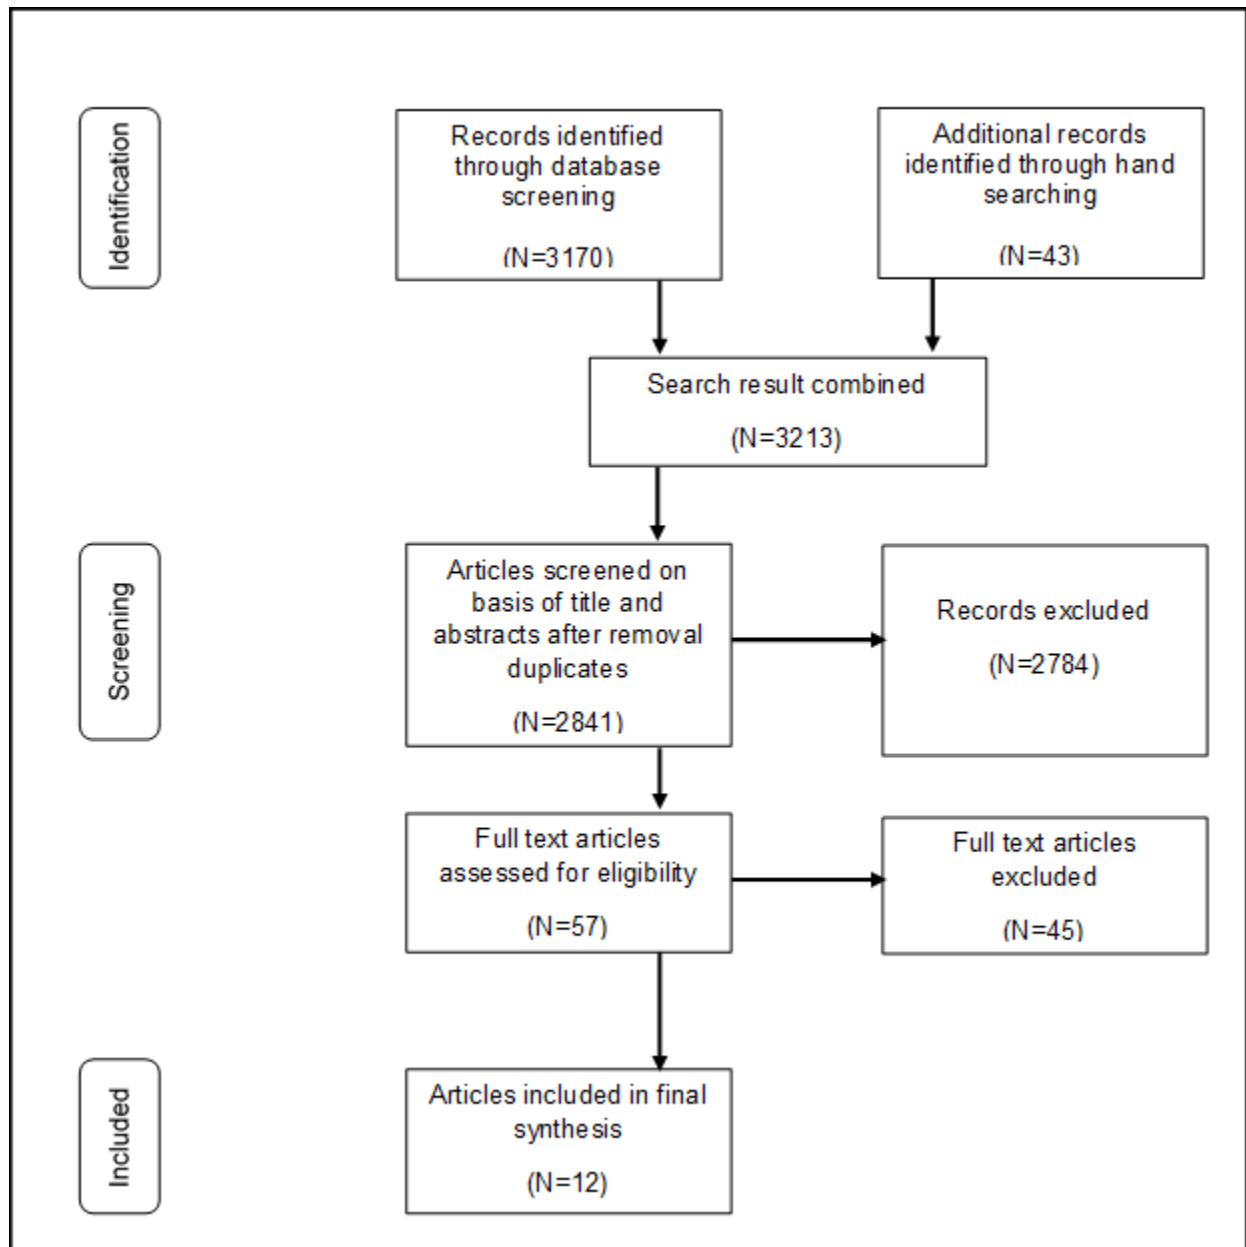 Identification
Records identified
through database
screening
(N=3170)
Additional records
identified through hand
searching
(N=43)
Search result combined
(N=3213)
Screening
Articles screened on
basis of title and
abstracts after removal
duplicates
(N=2841)
Records excluded
(N=2784)
Full text articles
assessed for eligibility
(N=57)
Full text articles
excluded
(N=45)
Included
Articles included in final
synthesis
(N=12)